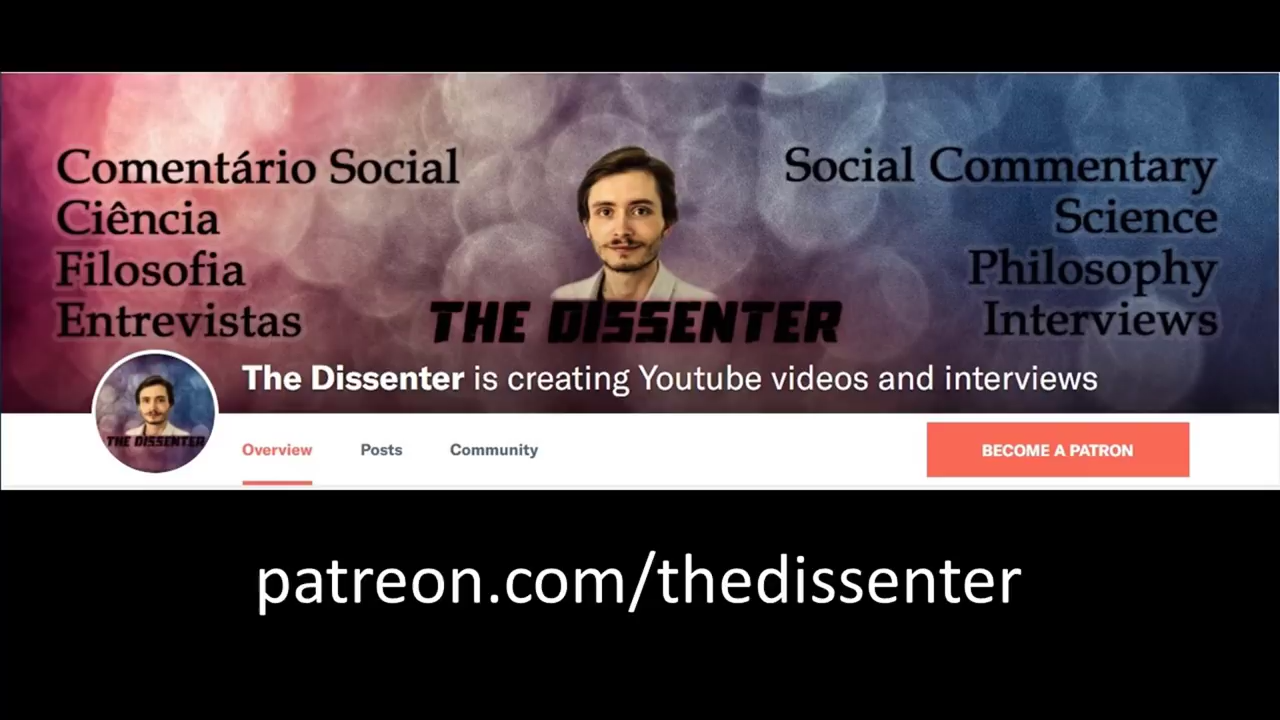 Comentário Social
Ciência
Filosofia
Entrevistas
Social Commentary
Science
Philosophy
Interviews
THE DISSENTER
The Dissenter is creating Youtube videos and interviews
THE DISSENTER
Overview
Posts
Community
BECOME A PATRON
patreon.com/thedissenter